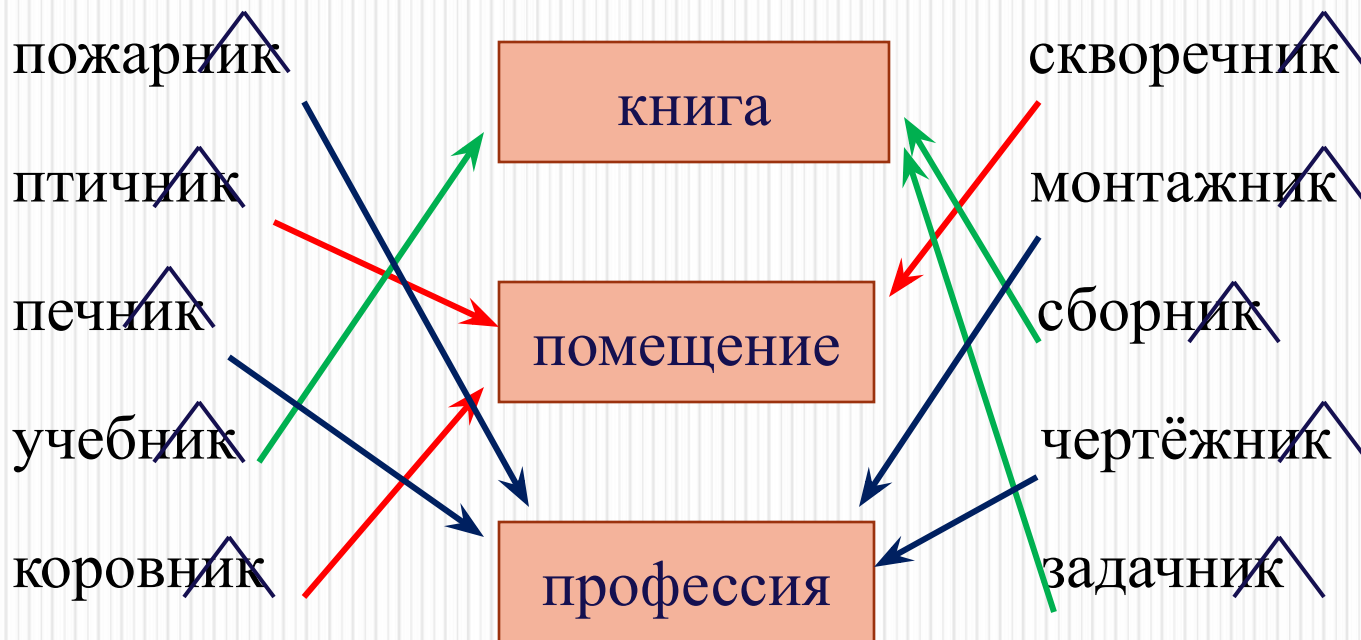 пожарник
птичник
печник
учебник
коровник
книга
помещение
профессия
скворечник
монтажник
сборник
чертёжник
задачник